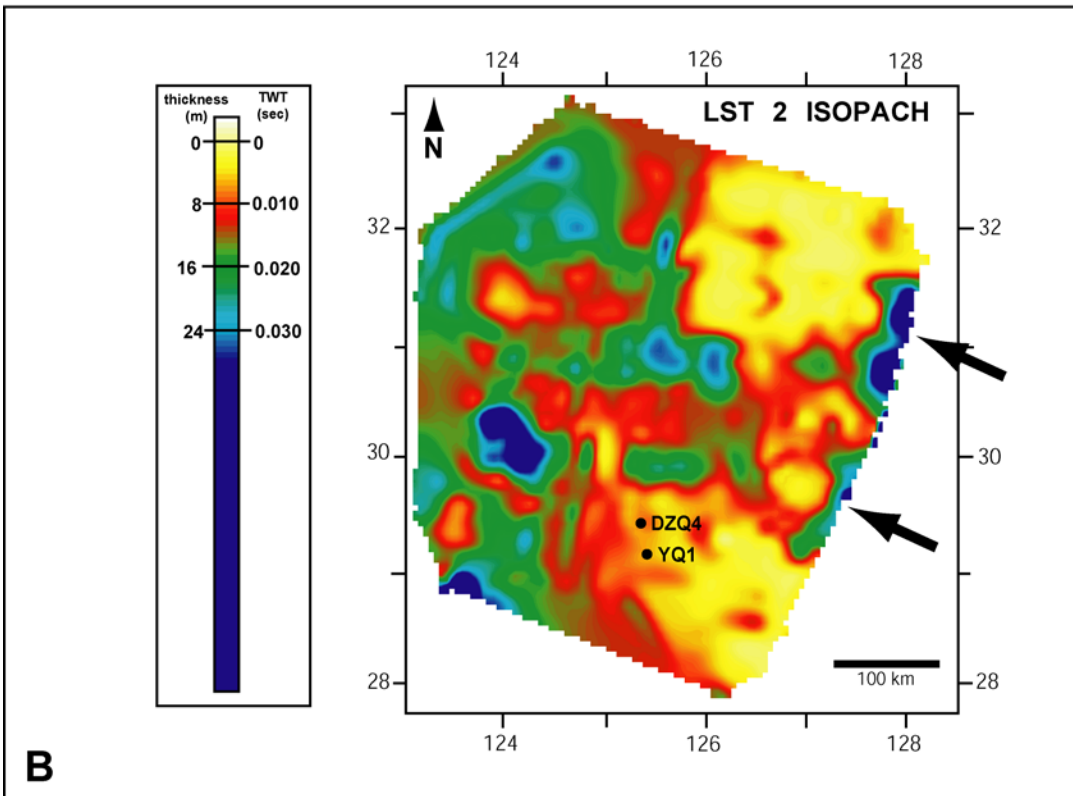 124 126 128
thickness (m) TWT (sec)
LST 2 ISOPACH
N
0 0
8 0.010
16 0.020
24 0.030
32 32
30 30
DZQ4
YQ1
28 28
100 km
124 126 128
B